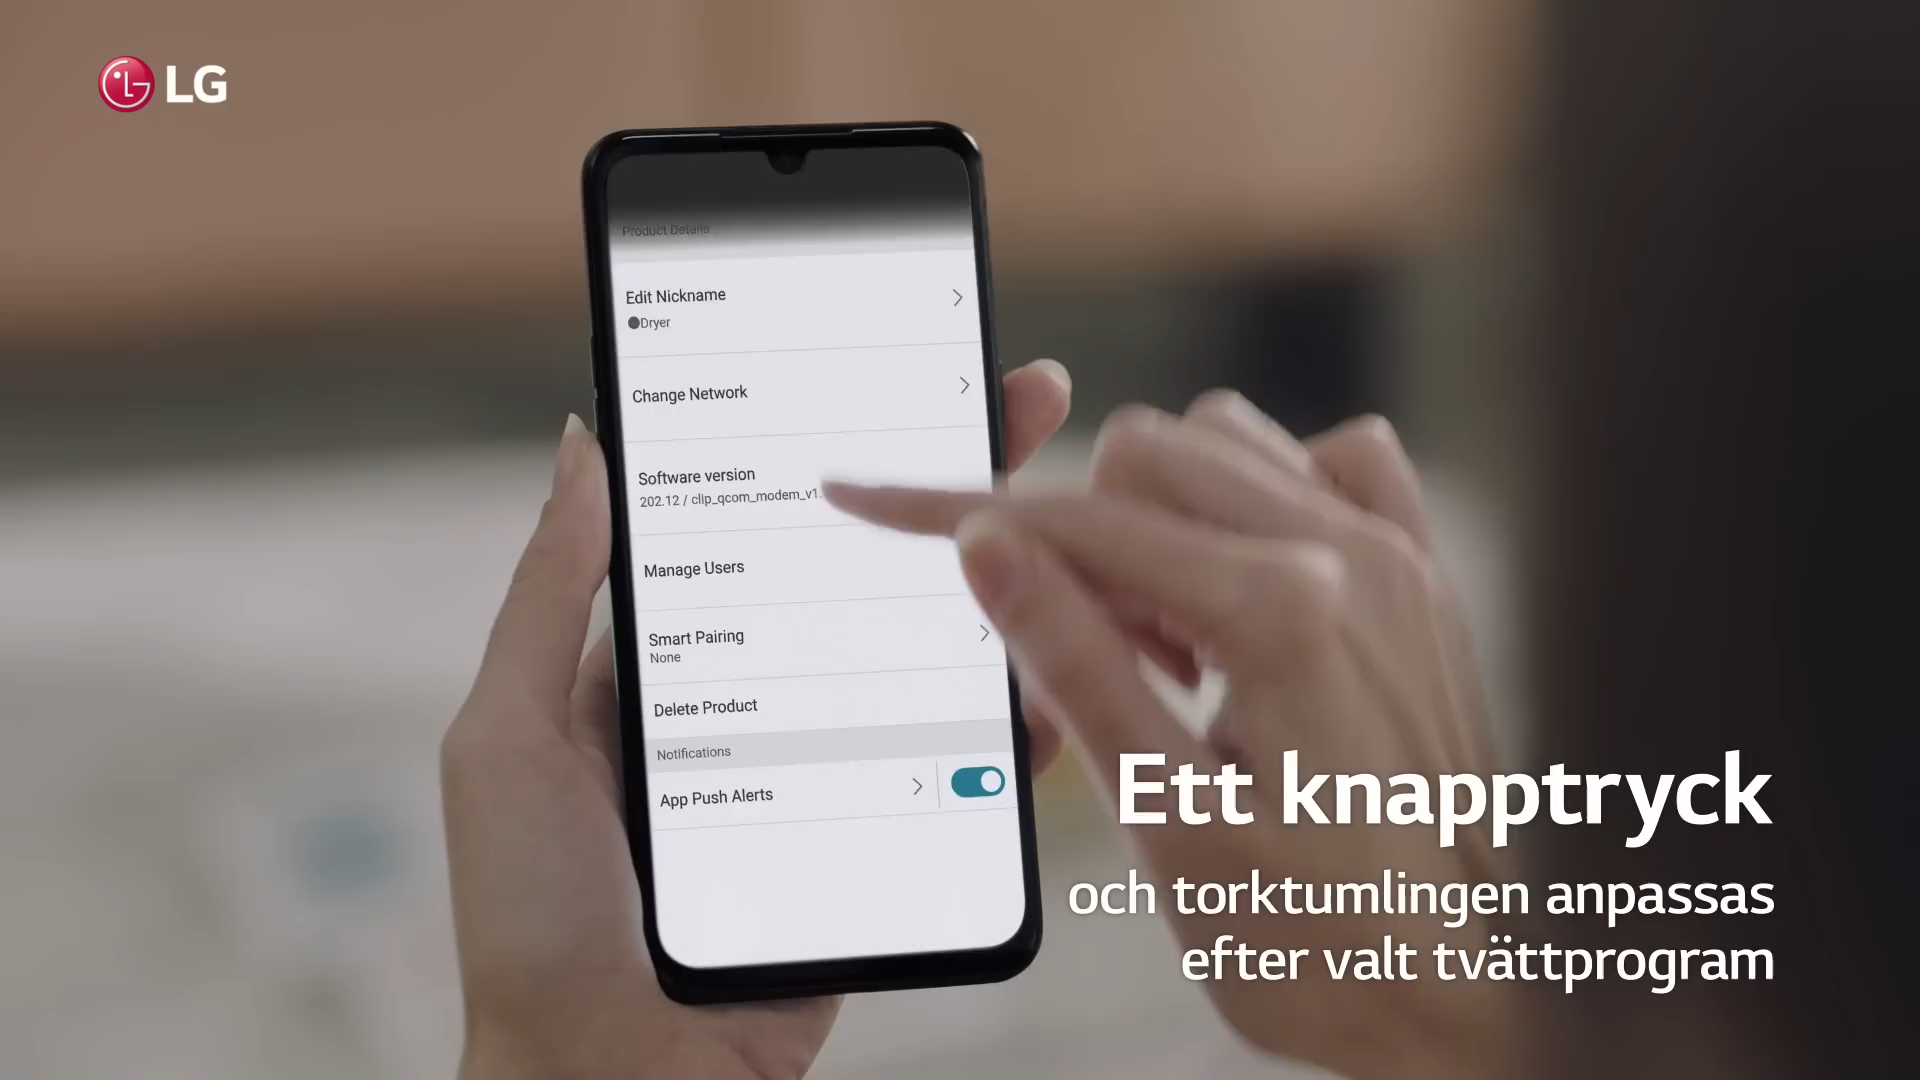 LG
Product Details
Edit Nickname
Dryer
Change Network
Software version
202.12 / clip_qcom_modem_v1.
Manage Users
Smart Pairing
None
Delete Product
Notifications
App Push Alerts
Ett knapptryck
och torktumlingen anpassas
efter valt tvättprogram